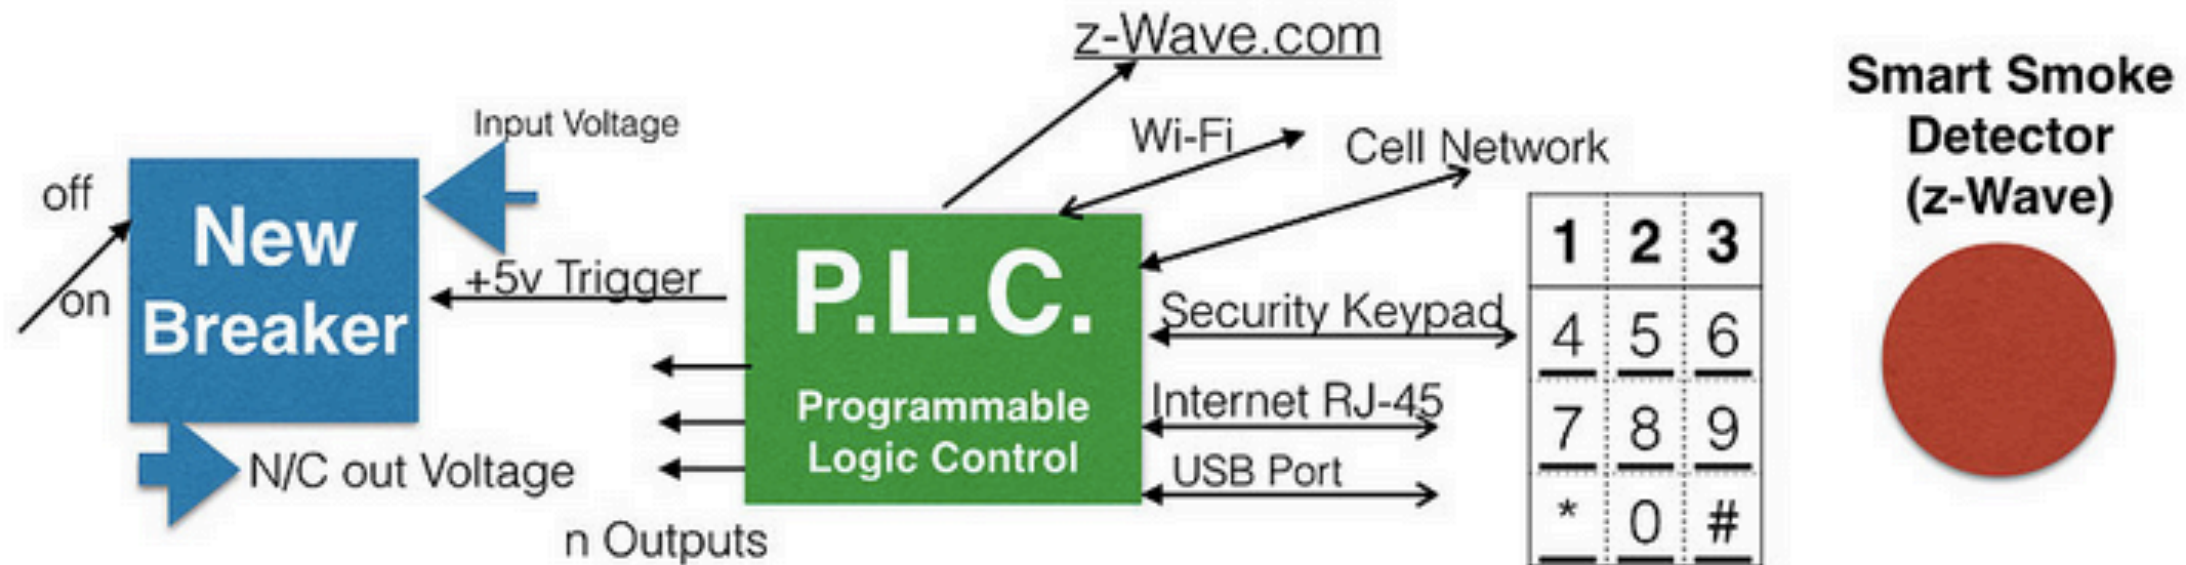 z-Wave.com
Input Voltage
off
on
New
Breaker
+5v Trigger
N/C out Voltage
n Outputs
P.L.C.
Programmable
Logic Control
Wi-Fi
Cell Network
Security Keypad
Internet RJ-45
USB Port
1 2 3
4 5 6
7 8 9
* 0 #
Smart Smoke
Detector
(z-Wave)